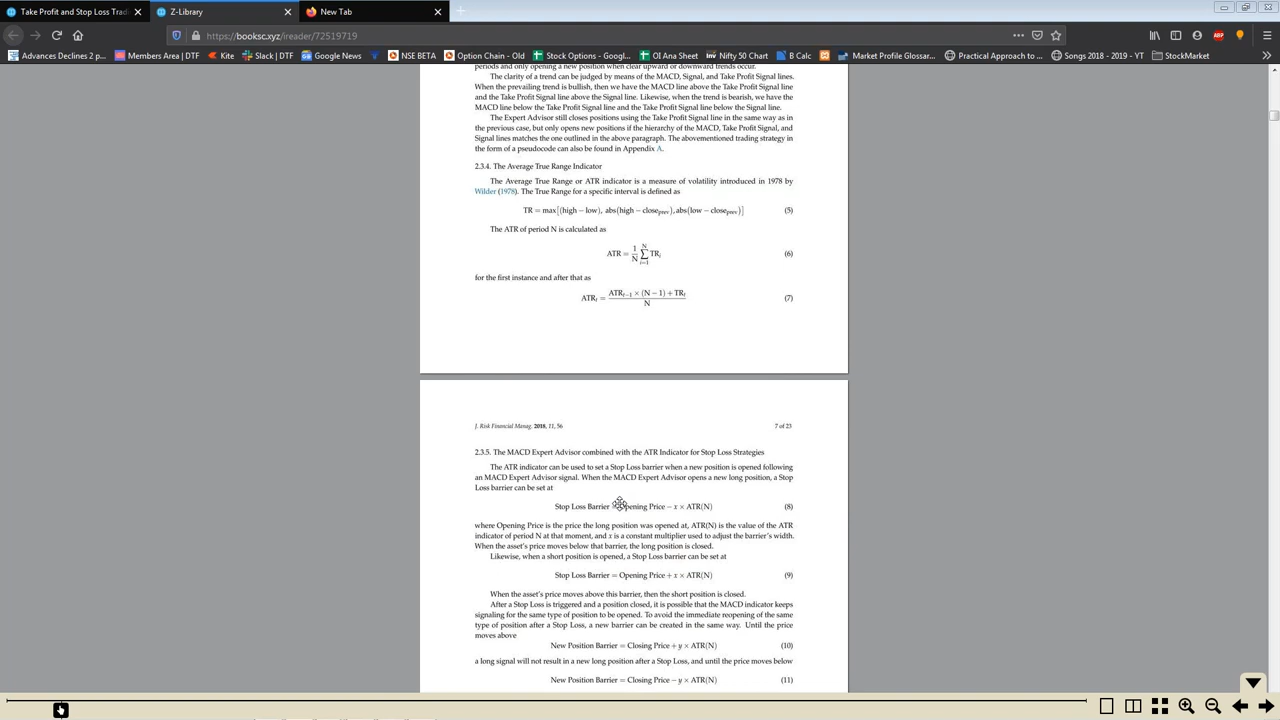 Take Profit and Stop Loss Trad
Z-Library
New Tab
https://booksc.xyz/ireader/72519719
Advances Declines 2 p...
Members Area | DTF
Kite
Slack | DTF
Google News
NSE BETA
Option Chain - Old
Stock Options - Googl...
OI Ana Sheet
Nifty 50 Chart
B Calc
Market Profile Glossar...
Practical Approach to ...
Songs 2018 - 2019 - YT
StockMarket
periods and only opening a new position when clear upward or downward trends occur.
The clarity of a trend can be judged by means of the MACD, Signal, and Take Profit Signal lines.
When the prevailing trend is bullish, then we have the MACD line above the Take Profit Signal line
and the Take Profit Signal line above the Signal line. Likewise, when the trend is bearish, we have the
MACD line below the Take Profit Signal line and the Take Profit Signal line below the Signal line.
The Expert Advisor still closes positions using the Take Profit Signal line in the same way as in
the previous case, but only opens new positions if the hierarchy of the MACD, Take Profit Signal, and
Signal lines matches the one outlined in the above paragraph. The abovementioned trading strategy in
the form of a pseudocode can also be found in Appendix A.
2.3.4. The Average True Range Indicator
The Average True Range or ATR indicator is a measure of volatility introduced in 1978 by
Wilder (1978). The True Range for a specific interval is defined as
TR = max[(high − low), abs(high − close_prev), abs(low − close_prev)] (5)
The ATR of period N is calculated as
ATR = 1/N ∑_{i=1}^{N} TR_i (6)
for the first instance and after that as
ATR_t = (ATR_{t−1} × (N − 1) + TR_t) / N (7)
J. Risk Financial Manag. 2018, 11, 56 7 of 23
2.3.5. The MACD Expert Advisor combined with the ATR Indicator for Stop Loss Strategies
The ATR indicator can be used to set a Stop Loss barrier when a new position is opened following
an MACD Expert Advisor signal. When the MACD Expert Advisor opens a new long position, a Stop
Loss barrier can be set at
Stop Loss Barrier = Opening Price − x × ATR(N) (8)
where Opening Price is the price the long position was opened at, ATR(N) is the value of the ATR
indicator of period N at that moment, and x is a constant multiplier used to adjust the barrier's width.
When the asset's price moves below that barrier, the long position is closed.
Likewise, when a short position is opened, a Stop Loss barrier can be set at
Stop Loss Barrier = Opening Price + x × ATR(N) (9)
When the asset's price moves above this barrier, then the short position is closed.
After a Stop Loss is triggered and a position closed, it is possible that the MACD indicator keeps
signaling for the same type of position to be opened. To avoid the immediate reopening of the same
type of position after a Stop Loss, a new barrier can be created in the same way. Until the price
moves above
New Position Barrier = Closing Price + y × ATR(N) (10)
a long signal will not result in a new long position after a Stop Loss, and until the price moves below
New Position Barrier = Closing Price − y × ATR(N) (11)